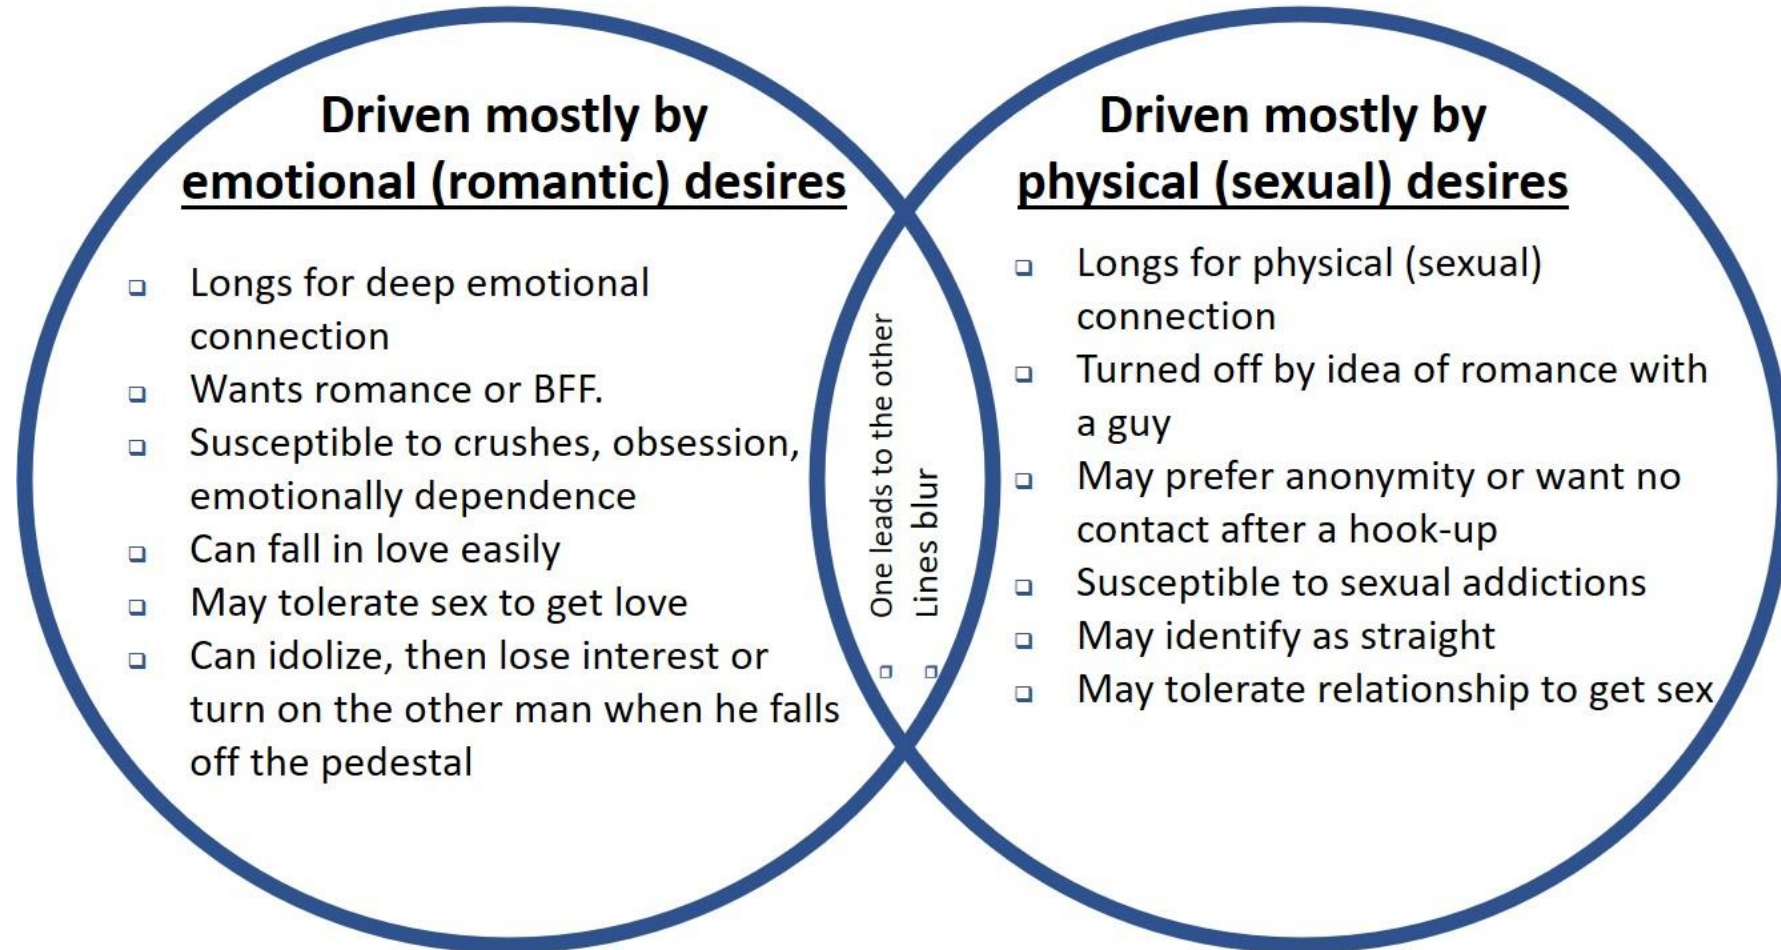 Driven mostly by
emotional (romantic) desires
Longs for deep emotional
connection
Wants romance or BFF.
Susceptible to crushes, obsession,
emotionally dependence
Can fall in love easily
May tolerate sex to get love
Can idolize, then lose interest or
turn on the other man when he falls
off the pedestal
One leads to the other
Lines blur
Driven mostly by
physical (sexual) desires
Longs for physical (sexual)
connection
Turned off by idea of romance with
a guy
May prefer anonymity or want no
contact after a hook-up
Susceptible to sexual addictions
May identify as straight
May tolerate relationship to get sex